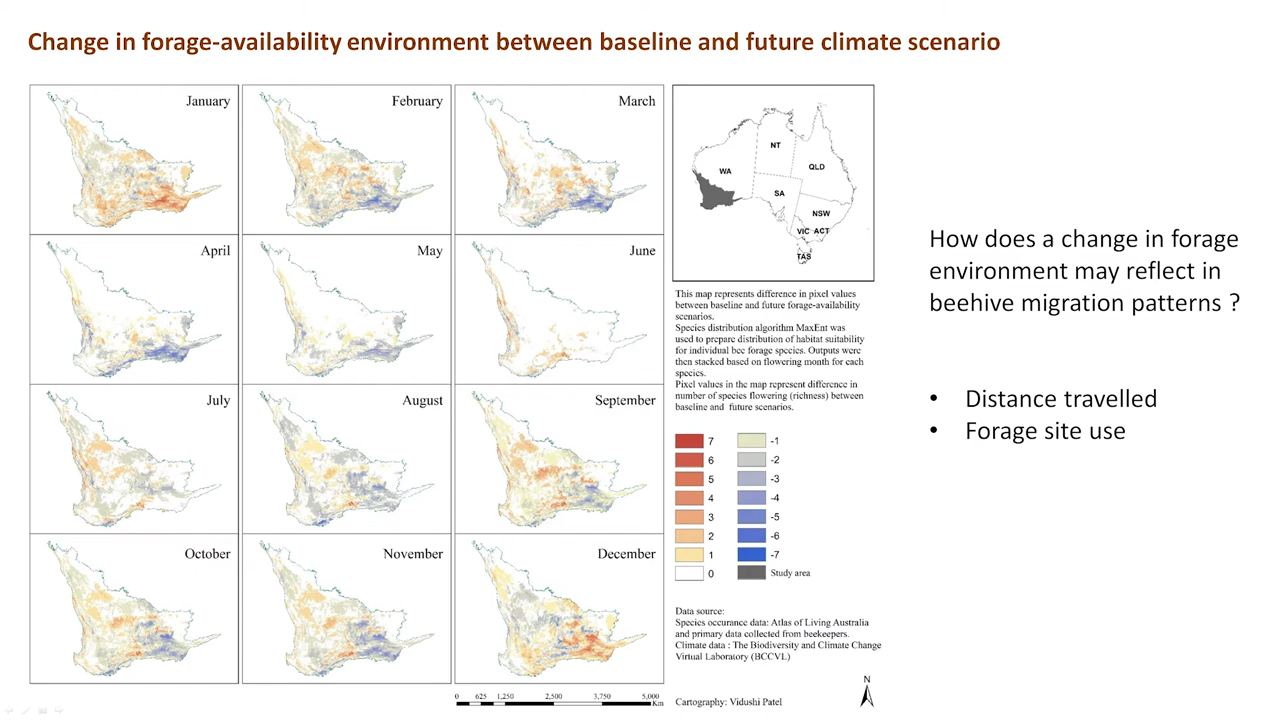 Change in forage-availability environment between baseline and future climate scenario
January
February
March
April
May
June
July
August
September
October
November
December
WA
NT
QLD
SA
NSW
VIC ACT
TAS
This map represents difference in pixel values
between baseline and future forage-availability
scenarios.
Species distribution algorithm MaxEnt was
used to prepare distribution of habitat suitability
for individual bee forage species. Outputs were
then stacked based on flowering month for each
species.
Pixel values in the map represent difference in
number of species flowering (richness) between
baseline and future scenarios.
7 -1
6 -2
5 -3
4 -4
3 -5
2 -6
1 -7
0 Study area
Data source:
Species occurance data: Atlas of Living Australia
and primary data collected from beekeepers.
Climate data : The Biodiversity and Climate Change
Virtual Laboratory (BCCVL)
0 625 1,250 2,500 3,750 5,000
Km
Cartography: Vidushi Patel
N
How does a change in forage
environment may reflect in
beehive migration patterns ?
• Distance travelled
• Forage site use